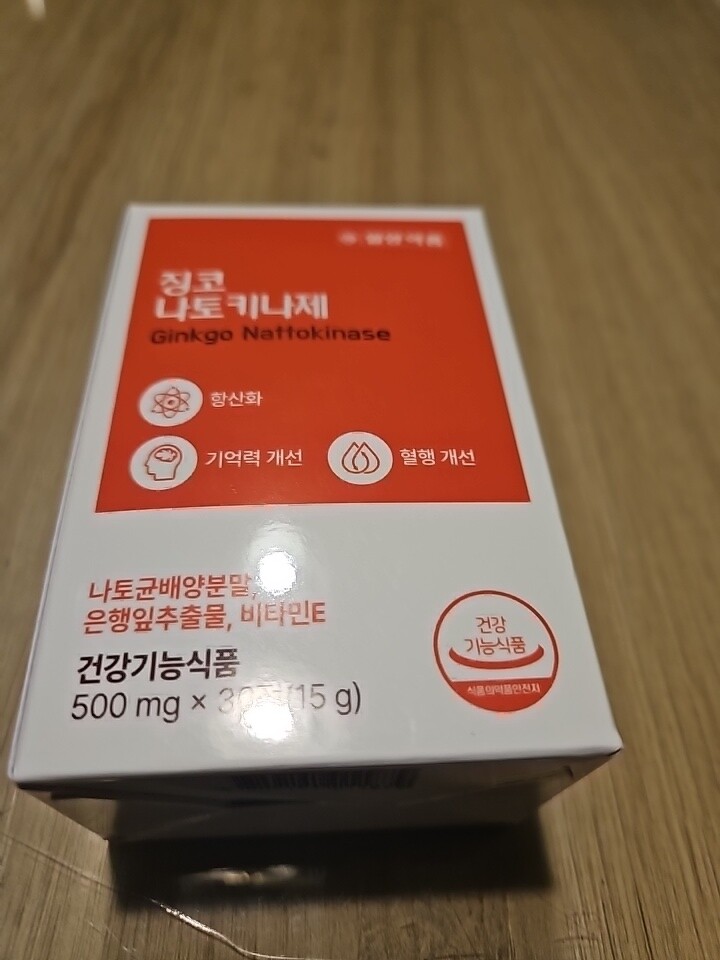 징코
나토키나제
Ginkgo Nattokinase
항산화
기억력 개선
혈행 개선
나토균배양분말,
은행잎추출물, 비타민E
건강기능식품
500 mg × 30정(15 g)
건강
기능식품
식품의약품안전처